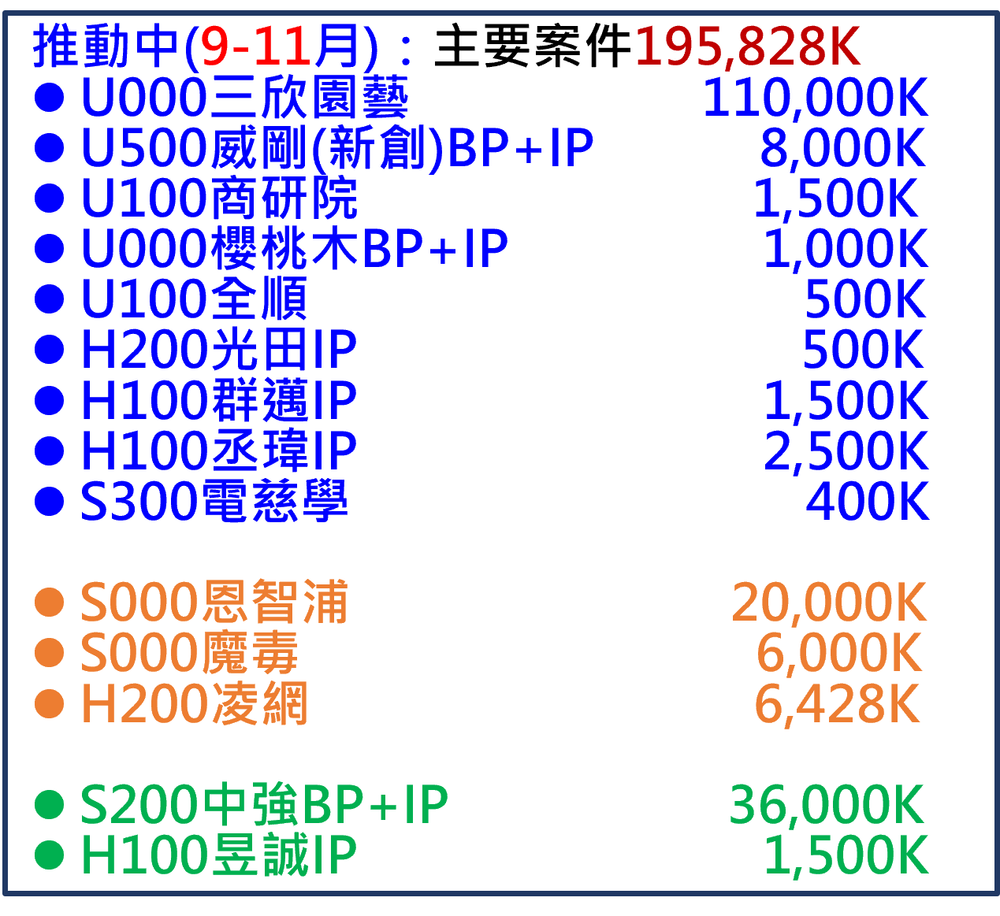 推動中(9-11月)：主要案件195,828K
● U000三欣園藝 110,000K
● U500威剛(新創)BP+IP 8,000K
● U100商研院 1,500K
● U000櫻桃木BP+IP 1,000K
● U100全順 500K
● H200光田IP 500K
● H100群邁IP 1,500K
● H100丞瑋IP 2,500K
● S300電慈學 400K
● S000恩智浦 20,000K
● S000魔毒 6,000K
● H200凌網 6,428K
● S200中強BP+IP 36,000K
● H100昱誠IP 1,500K